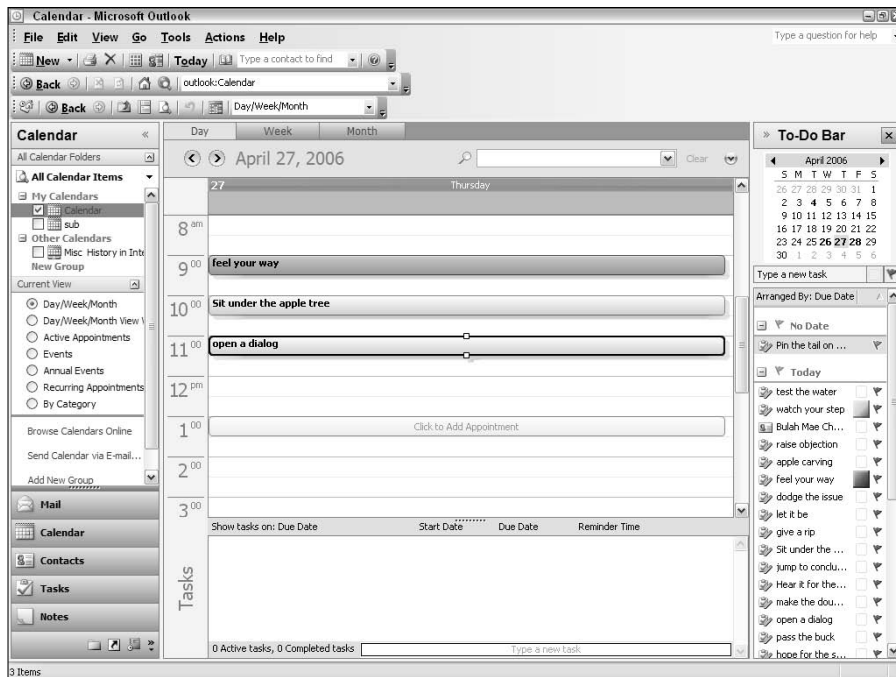 Calendar - Microsoft Outlook
File Edit View Go Tools Actions Help
Type a question for help
New Today Type a contact to find
Back outlook:Calendar
Back Day/Week/Month
Calendar «
All Calendar Folders
All Calendar Items
My Calendars
Calendar
sub
Other Calendars
Misc History in Inte
New Group
Current View
Day/Week/Month
Day/Week/Month View
Active Appointments
Events
Annual Events
Recurring Appointments
By Category
Browse Calendars Online
Send Calendar via E-mail...
Add New Group
Mail
Calendar
Contacts
Tasks
Notes
Day Week Month
April 27, 2006
Clear
27 Thursday
8 am
9 00 feel your way
10 00 Sit under the apple tree
11 00 open a dialog
12 pm
1 00 Click to Add Appointment
2 00
3 00
Show tasks on: Due Date Start Date Due Date Reminder Time
Tasks
0 Active tasks, 0 Completed tasks Type a new task
» To-Do Bar
April 2006
S M T W T F S
26 27 28 29 30 31 1
2 3 4 5 6 7 8
9 10 11 12 13 14 15
16 17 18 19 20 21 22
23 24 25 26 27 28 29
30 1 2 3 4 5 6
Type a new task
Arranged By: Due Date
No Date
Pin the tail on ...
Today
test the water
watch your step
Bulah Mae Ch...
raise objection
apple carving
feel your way
dodge the issue
let it be
give a rip
Sit under the ...
jump to conclu...
Hear it for the...
make the dou...
open a dialog
pass the buck
hope for the s...
3 Items